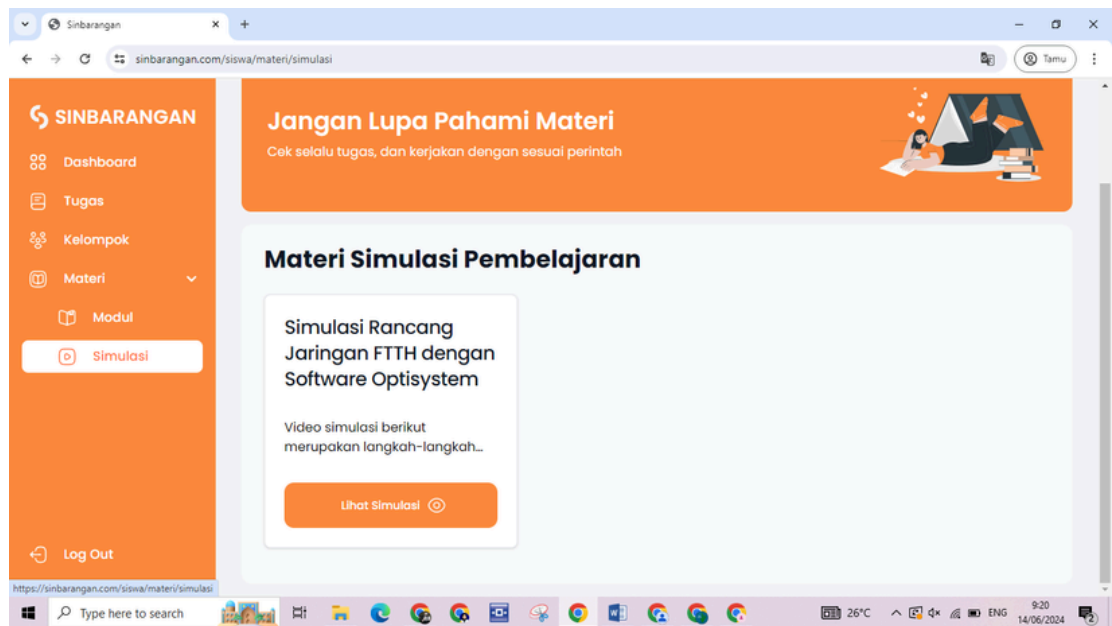 Sinbarangan
sinbarangan.com/siswa/materi/simulasi
Tamu
SINBARANGAN
Dashboard
Tugas
Kelompok
Materi
Modul
Simulasi
Log Out
Jangan Lupa Pahami Materi
Cek selalu tugas, dan kerjakan dengan sesuai perintah
Materi Simulasi Pembelajaran
Simulasi Rancang
Jaringan FTTH dengan
Software Optisystem
Video simulasi berikut
merupakan langkah-langkah...
Lihat Simulasi
https://sinbarangan.com/siswa/materi/simulasi
Type here to search
26°C
ENG
9:20
14/06/2024
2